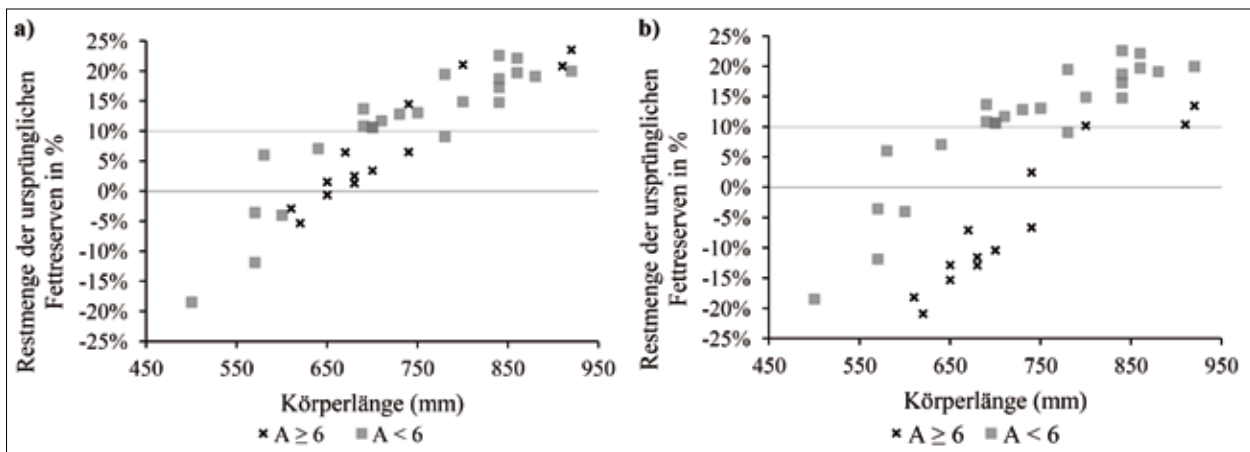 a)
Restmenge der ursprünglichen
Fettreserven in %
25%
20%
15%
10%
5%
0%
-5%
-10%
-15%
-20%
-25%
450 550 650 750 850 950
Körperlänge (mm)
A ≥ 6 A < 6
b)
Restmenge der ursprünglichen
Fettreserven in %
25%
20%
15%
10%
5%
0%
-5%
-10%
-15%
-20%
-25%
450 550 650 750 850 950
Körperlänge (mm)
A ≥ 6 A < 6